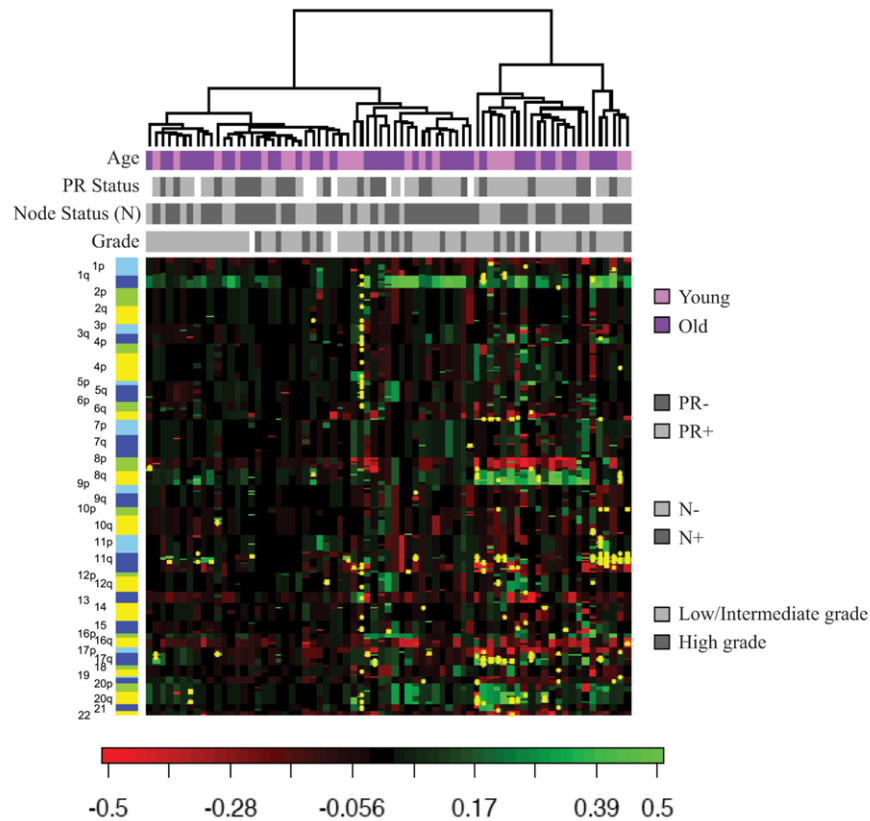 Age
PR Status
Node Status (N)
Grade
1p
1q
2p
2q
3p
3q
4p
4p
5p
5q
6p
6q
7p
7q
8p
8q
9p
9q
10p
10q
11p
11q
12p
12q
13
14
15
16p
16q
17p
17q
18
19
20p
20q
21
22
Young
Old
PR-
PR+
N-
N+
Low/Intermediate grade
High grade
-0.5 -0.28 -0.056 0.17 0.39 0.5